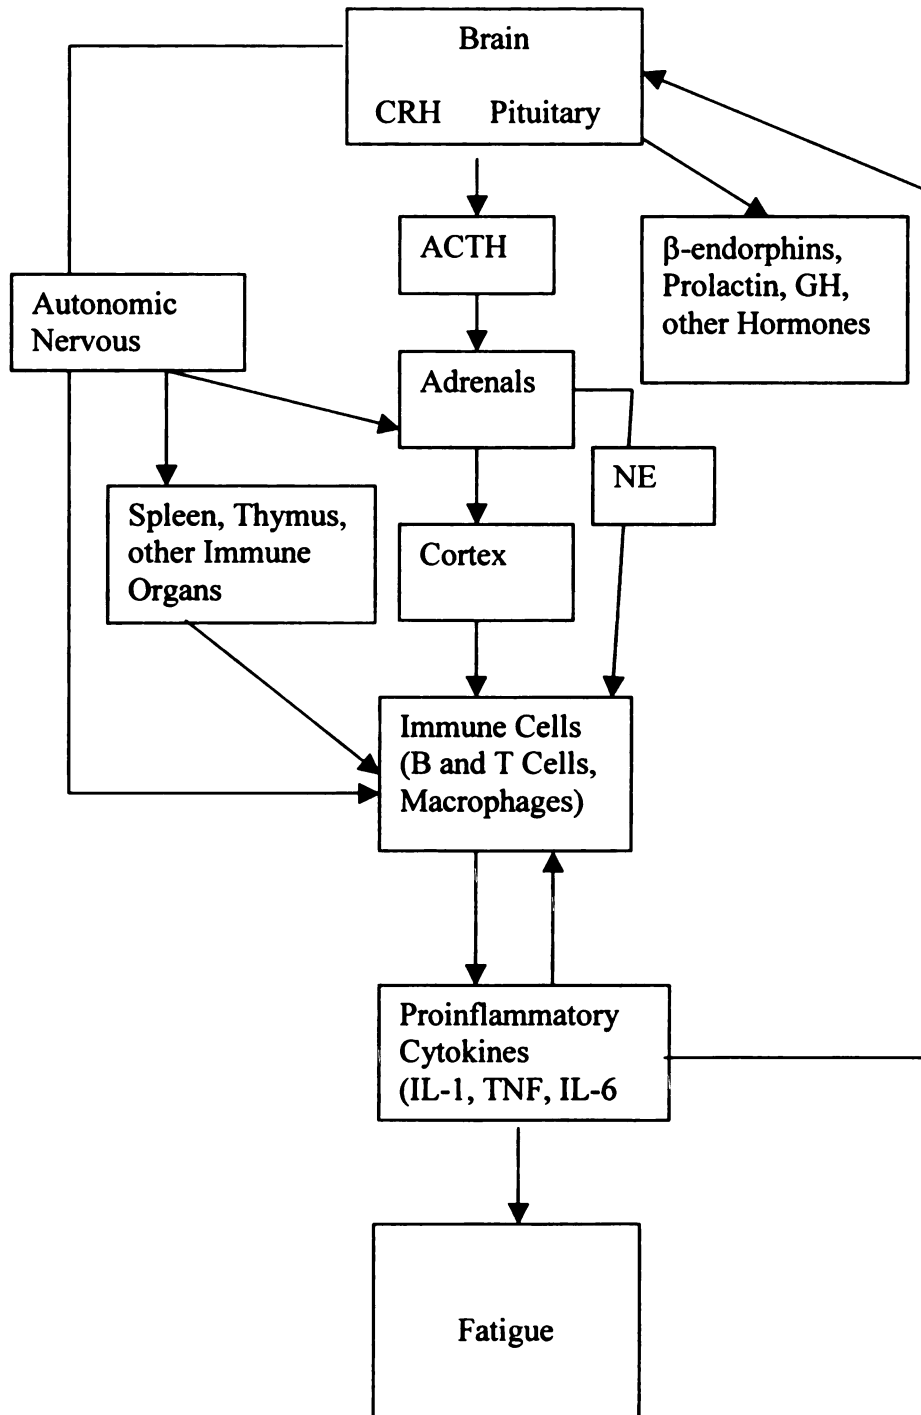 Brain
CRH Pituitary
ACTH
β-endorphins,
Prolactin, GH,
other Hormones
Autonomic
Nervous
Adrenals
NE
Spleen, Thymus,
other Immune
Organs
Cortex
Immune Cells
(B and T Cells,
Macrophages)
Proinflammatory
Cytokines
(IL-1, TNF, IL-6
Fatigue